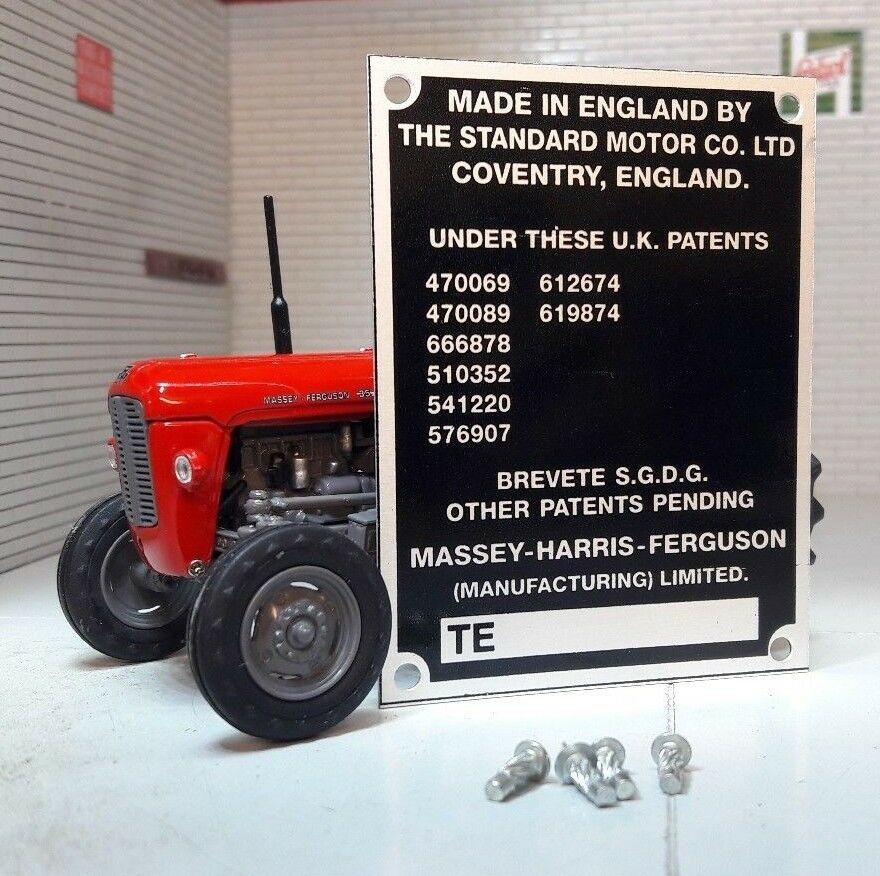 MADE IN ENGLAND BY
THE STANDARD MOTOR CO. LTD
COVENTRY, ENGLAND.
UNDER THESE U.K. PATENTS
470069 612674
470089 619874
666878
510352
541220
576907
BREVETE S.G.D.G.
OTHER PATENTS PENDING
MASSEY-HARRIS-FERGUSON
(MANUFACTURING) LIMITED.
TE
MASSEY-FERGUSON 35